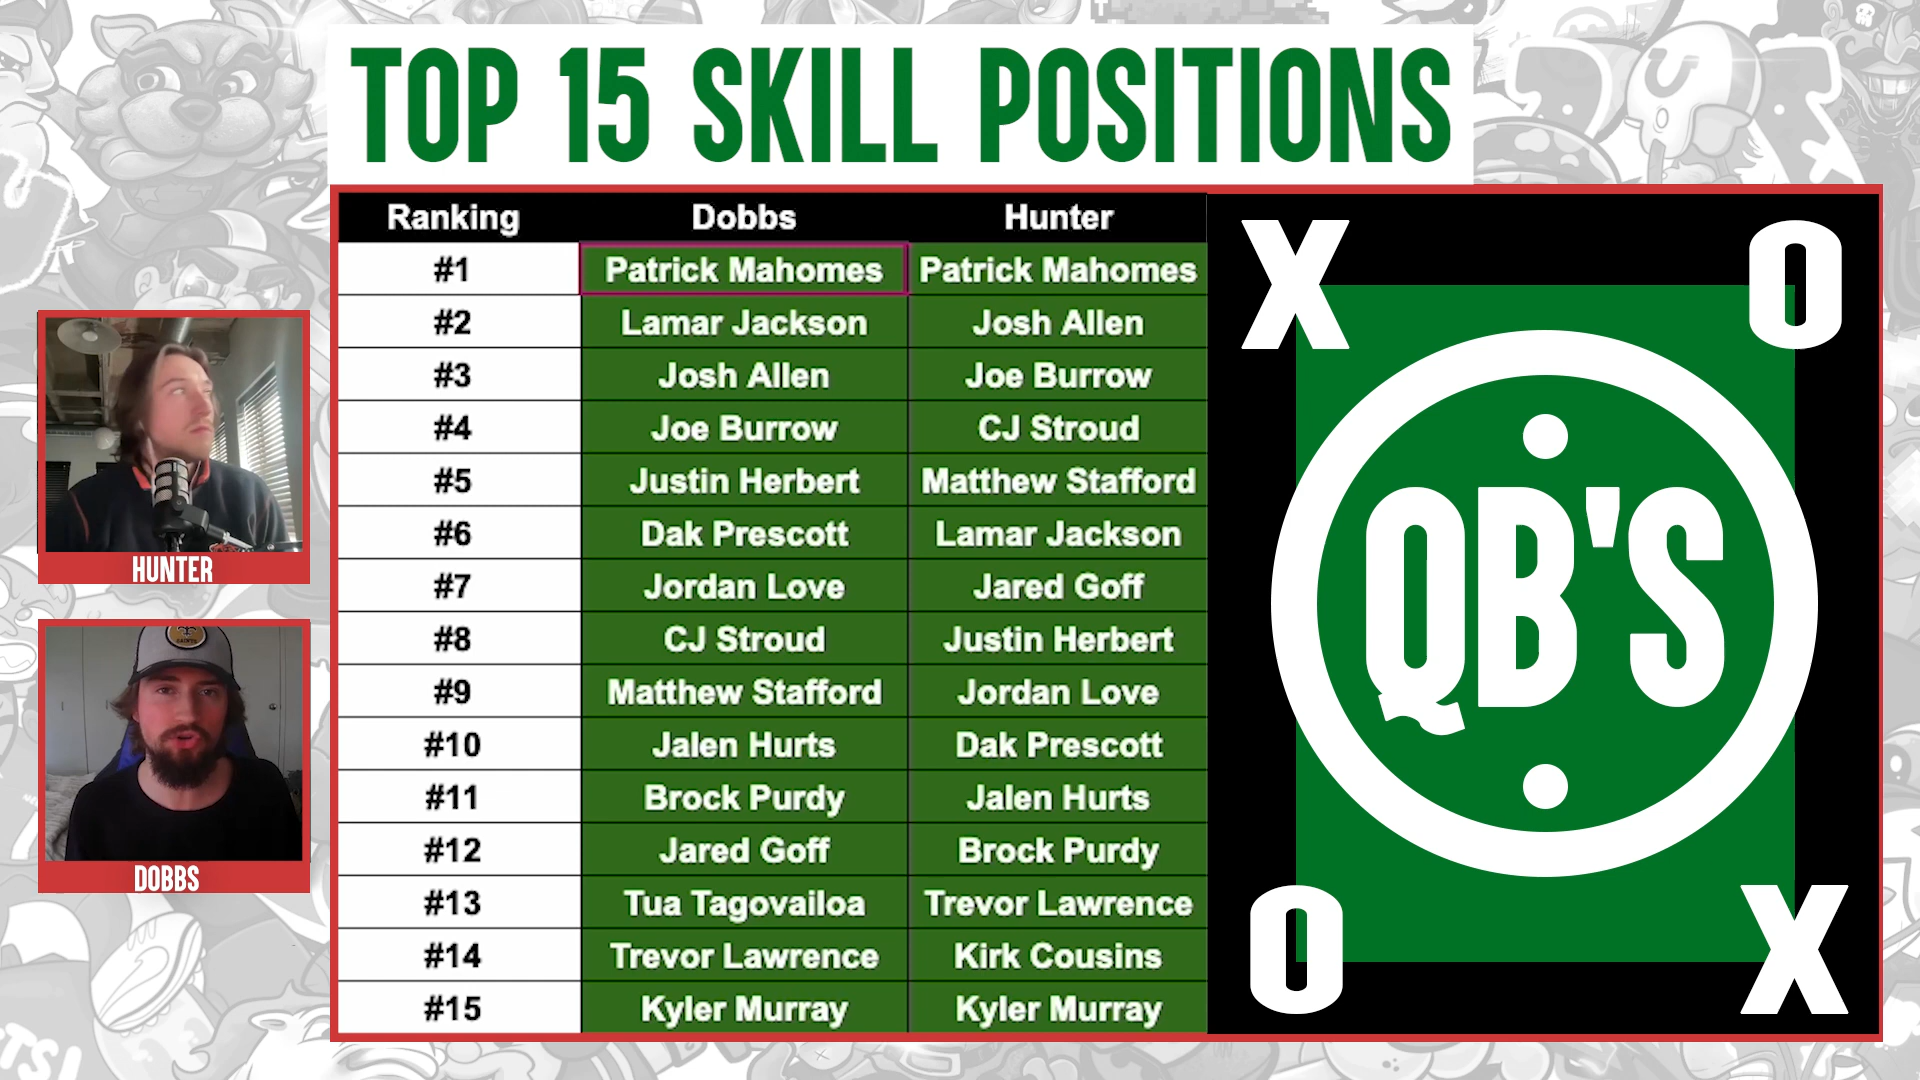 TOP 15 SKILL POSITIONS
Ranking Dobbs Hunter
#1 Patrick Mahomes Patrick Mahomes
#2 Lamar Jackson Josh Allen
#3 Josh Allen Joe Burrow
#4 Joe Burrow CJ Stroud
#5 Justin Herbert Matthew Stafford
#6 Dak Prescott Lamar Jackson
#7 Jordan Love Jared Goff
#8 CJ Stroud Justin Herbert
#9 Matthew Stafford Jordan Love
#10 Jalen Hurts Dak Prescott
#11 Brock Purdy Jalen Hurts
#12 Jared Goff Brock Purdy
#13 Tua Tagovailoa Trevor Lawrence
#14 Trevor Lawrence Kirk Cousins
#15 Kyler Murray Kyler Murray
X O
QB'S
O X
HUNTER
DOBBS